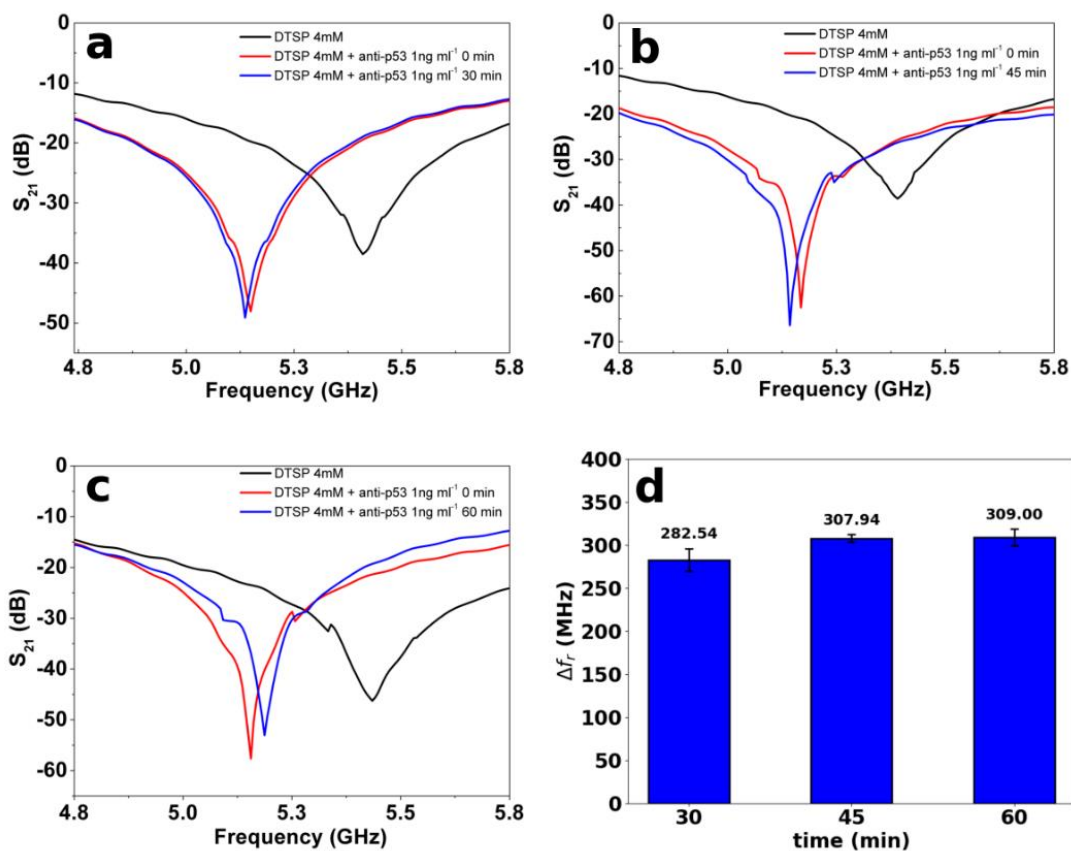 a
DTSP 4mM
DTSP 4mM + anti-p53 1ng ml⁻¹ 0 min
DTSP 4mM + anti-p53 1ng ml⁻¹ 30 min
0
-10
-20
-30
-40
-50
S₂₁ (dB)
4.8 5.0 5.3 5.5 5.8
Frequency (GHz)
b
DTSP 4mM
DTSP 4mM + anti-p53 1ng ml⁻¹ 0 min
DTSP 4mM + anti-p53 1ng ml⁻¹ 45 min
0
-10
-20
-30
-40
-50
-60
-70
S₂₁ (dB)
4.8 5.0 5.3 5.5 5.8
Frequency (GHz)
c
DTSP 4mM
DTSP 4mM + anti-p53 1ng ml⁻¹ 0 min
DTSP 4mM + anti-p53 1ng ml⁻¹ 60 min
0
-10
-20
-30
-40
-50
-60
S₂₁ (dB)
4.8 5.0 5.3 5.5 5.8
Frequency (GHz)
d
400
350
300
250
200
150
100
50
0
Δfᵣ (MHz)
282.54 307.94 309.00
30 45 60
time (min)